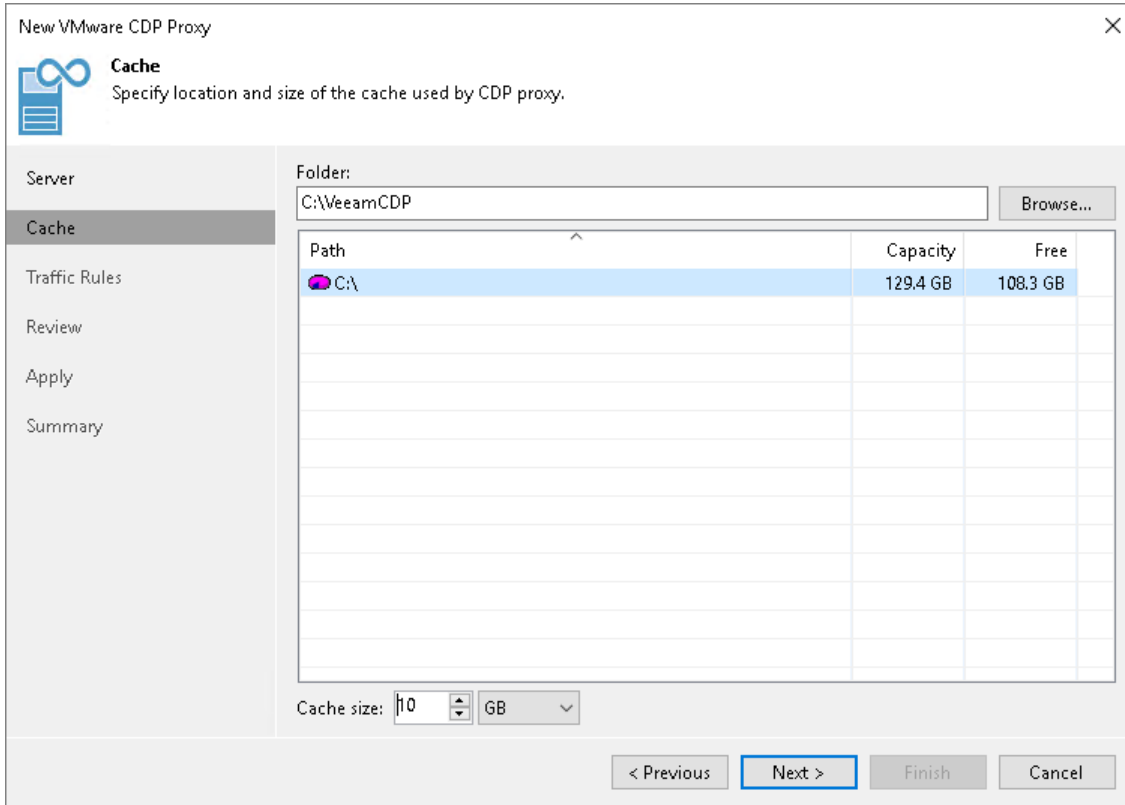 New VMware CDP Proxy
Cache
Specify location and size of the cache used by CDP proxy.
Server
Cache
Traffic Rules
Review
Apply
Summary
Folder:
C:\VeeamCDP
Browse...
Path Capacity Free
C:\ 129.4 GB 108.3 GB
Cache size: 10 GB
< Previous Next > Finish Cancel